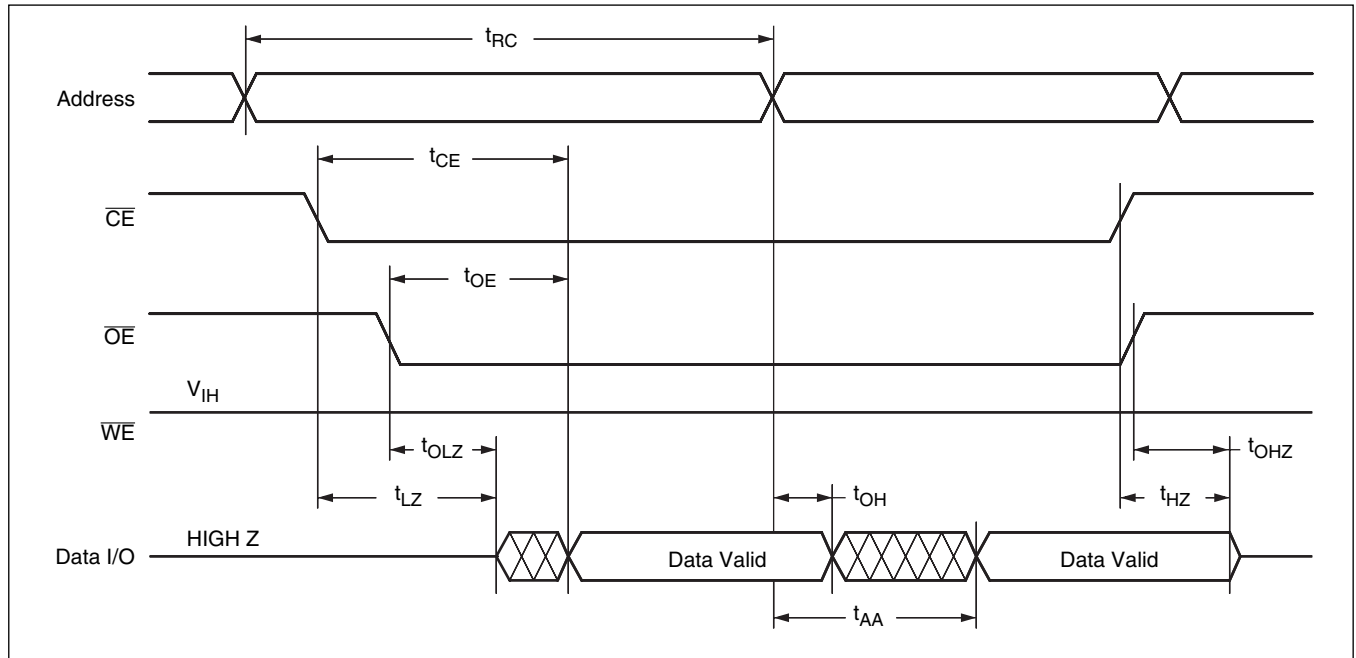 tRC
Address
tCE
CE
tOE
OE
VIH
WE
tOLZ
tOHZ
tLZ
tOH
tHZ
HIGH Z
Data I/O
Data Valid
Data Valid
tAA